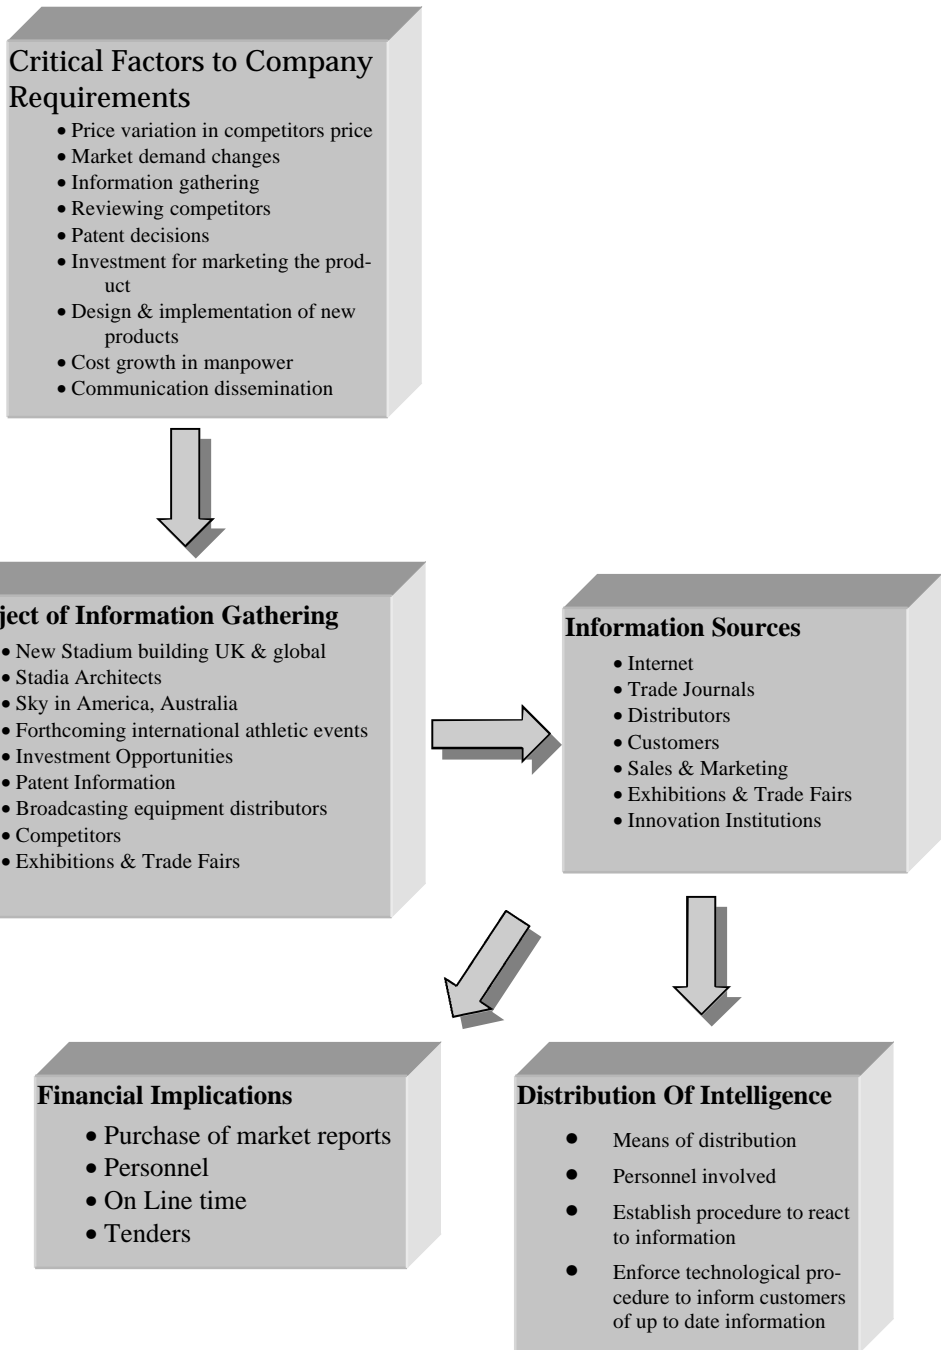 Critical Factors to Company
Requirements
• Price variation in competitors price
• Market demand changes
• Information gathering
• Reviewing competitors
• Patent decisions
• Investment for marketing the prod-
uct
• Design & implementation of new
products
• Cost growth in manpower
• Communication dissemination
ject of Information Gathering
• New Stadium building UK & global
• Stadia Architects
• Sky in America, Australia
• Forthcoming international athletic events
• Investment Opportunities
• Patent Information
• Broadcasting equipment distributors
• Competitors
• Exhibitions & Trade Fairs
Information Sources
• Internet
• Trade Journals
• Distributors
• Customers
• Sales & Marketing
• Exhibitions & Trade Fairs
• Innovation Institutions
Financial Implications
• Purchase of market reports
• Personnel
• On Line time
• Tenders
Distribution Of Intelligence
• Means of distribution
• Personnel involved
• Establish procedure to react
to information
• Enforce technological pro-
cedure to inform customers
of up to date information